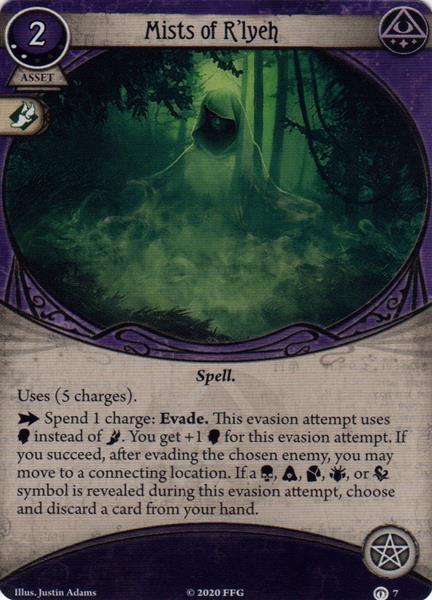 Mists of R'lyeh
2
ASSET
Spell.
Uses (5 charges).
Spend 1 charge: Evade. This evasion attempt uses
instead of . You get +1 for this evasion attempt. If
you succeed, after evading the chosen enemy, you may
move to a connecting location. If a , , , , or
symbol is revealed during this evasion attempt, choose
and discard a card from your hand.
Illus. Justin Adams
© 2020 FFG
7